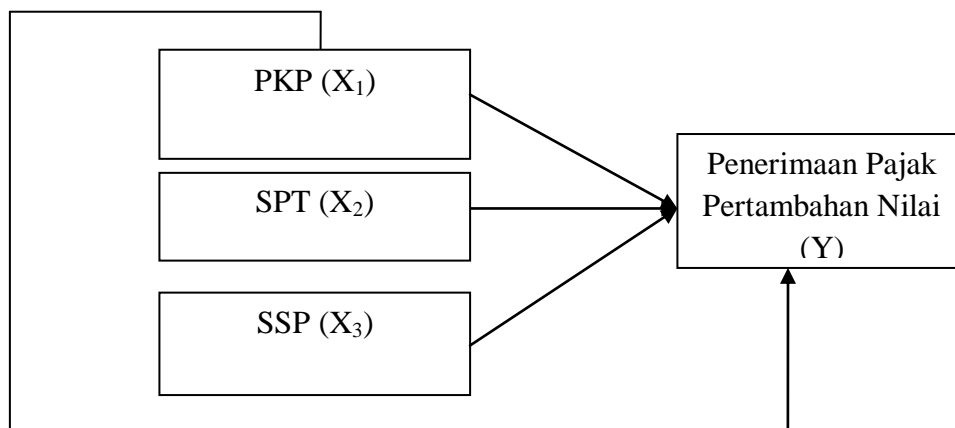 PKP (X₁)
SPT (X₂)
SSP (X₃)
Penerimaan Pajak
Pertambahan Nilai
(Y)